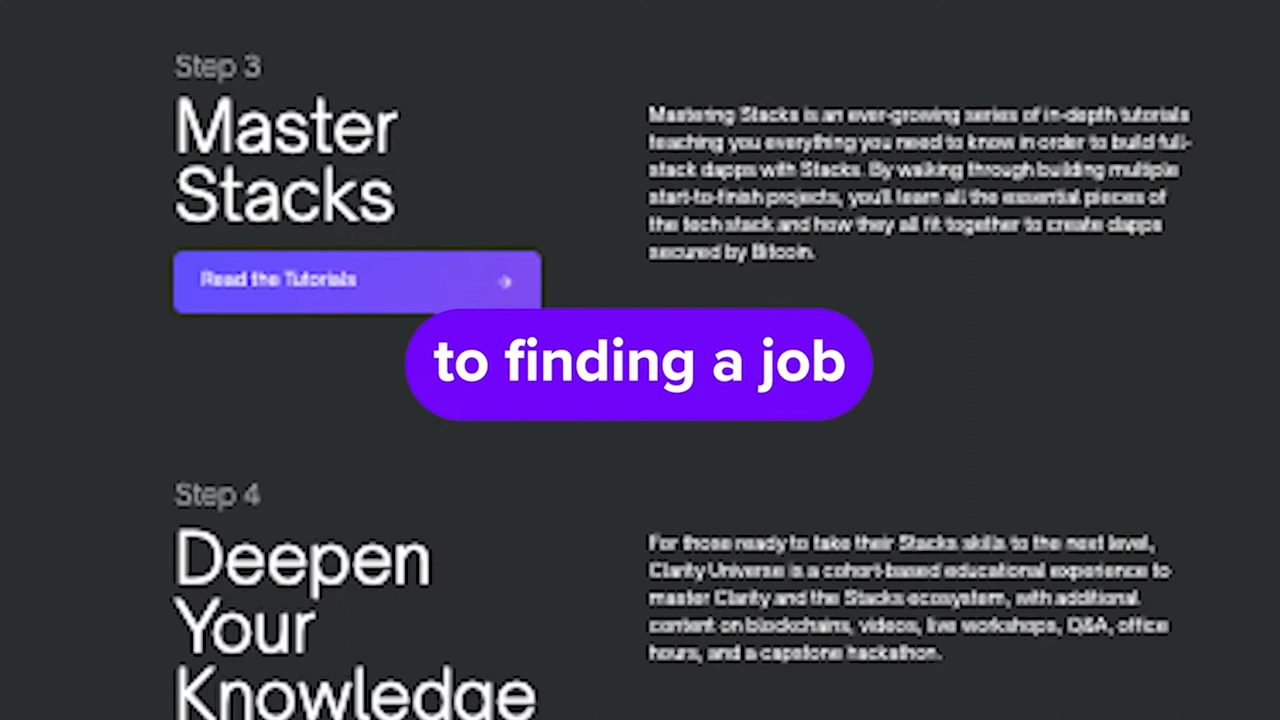 Step 3
Master
Stacks
Mastering Stacks is an ever-growing series of in-depth tutorials
teaching you everything you need to know in order to build full-
stack dapps with Stacks. By walking through building multiple
start-to-finish projects, you'll learn all the essential pieces of
the tech stack and how they all fit together to create dapps
secured by Bitcoin.
Read the Tutorials
to finding a job
Step 4
Deepen
Your
Knowledge
For those ready to take their Stacks skills to the next level,
Clarity Universe is a cohort-based educational experience to
master Clarity and the Stacks ecosystem, with additional
content on blockchains, videos, live workshops, Q&A, office
hours, and a capstone hackathon.